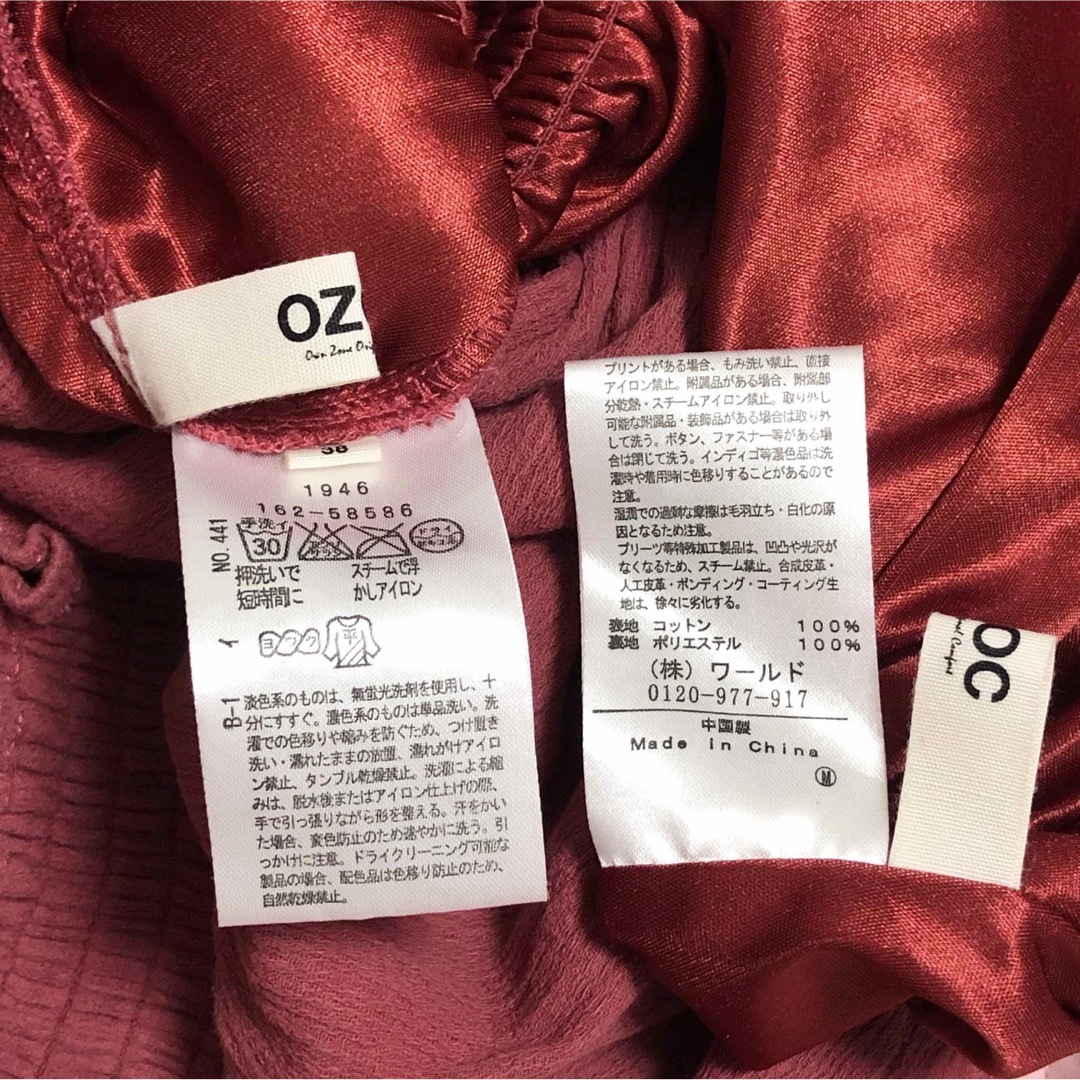 OZ
Own Zone Ori
38
1946
162-58586
NO. 441
手洗イ
30
ドライ
押洗いで
短時間に
スチームで浮
かしアイロン
ヨワク
平
イ
B-1
淡色系のものは、無蛍光洗剤を使用し、十
分にすすぐ。濃色系のものは単品洗い。洗
濯での色移りや縮みを防ぐため、つけ置き
洗い・濡れたままの放置、濡れがけアイロ
ン禁止、タンブル乾燥禁止。洗濯による縮
みは、脱水後またはアイロン仕上げの際、
手で引っ張りながら形を整える。汗をかい
た場合、変色防止のため速やかに洗う。引
っかけに注意。ドライクリーニング可能な
製品の場合、配色品は色移り防止のため、
自然乾燥禁止。
プリントがある場合、もみ洗い禁止、直接
アイロン禁止。附属品がある場合、附属部
分乾熱・スチームアイロン禁止。取り外し
可能な附属品・装飾品がある場合は取り外
して洗う。ボタン、ファスナー等がある場
合は閉じて洗う。インディゴ等濃色品は洗
濯時や着用時に色移りすることがあるので
注意。
湿潤での過剰な摩擦は毛羽立ち・白化の原
因となるため注意。
プリーツ等特殊加工製品は、凹凸や光沢が
なくなるため、スチーム禁止。合成皮革・
人工皮革・ボンディング・コーティング生
地は、徐々に劣化する。
表地 コットン 100%
裏地 ポリエステル 100%
(株) ワールド
0120-977-917
中国製
Made in China
M
OC